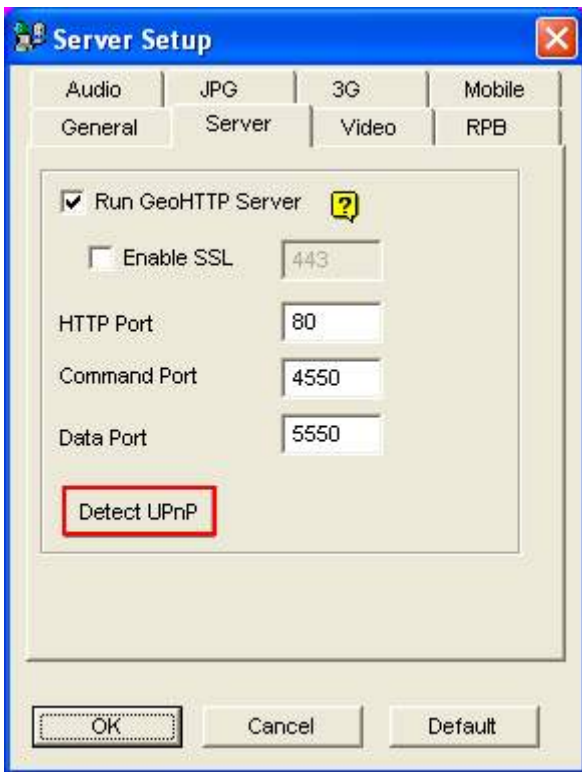 Server Setup
Audio JPG 3G Mobile
General Server Video RPB
Run GeoHTTP Server ?
Enable SSL 443
HTTP Port 80
Command Port 4550
Data Port 5550
Detect UPnP
OK Cancel Default